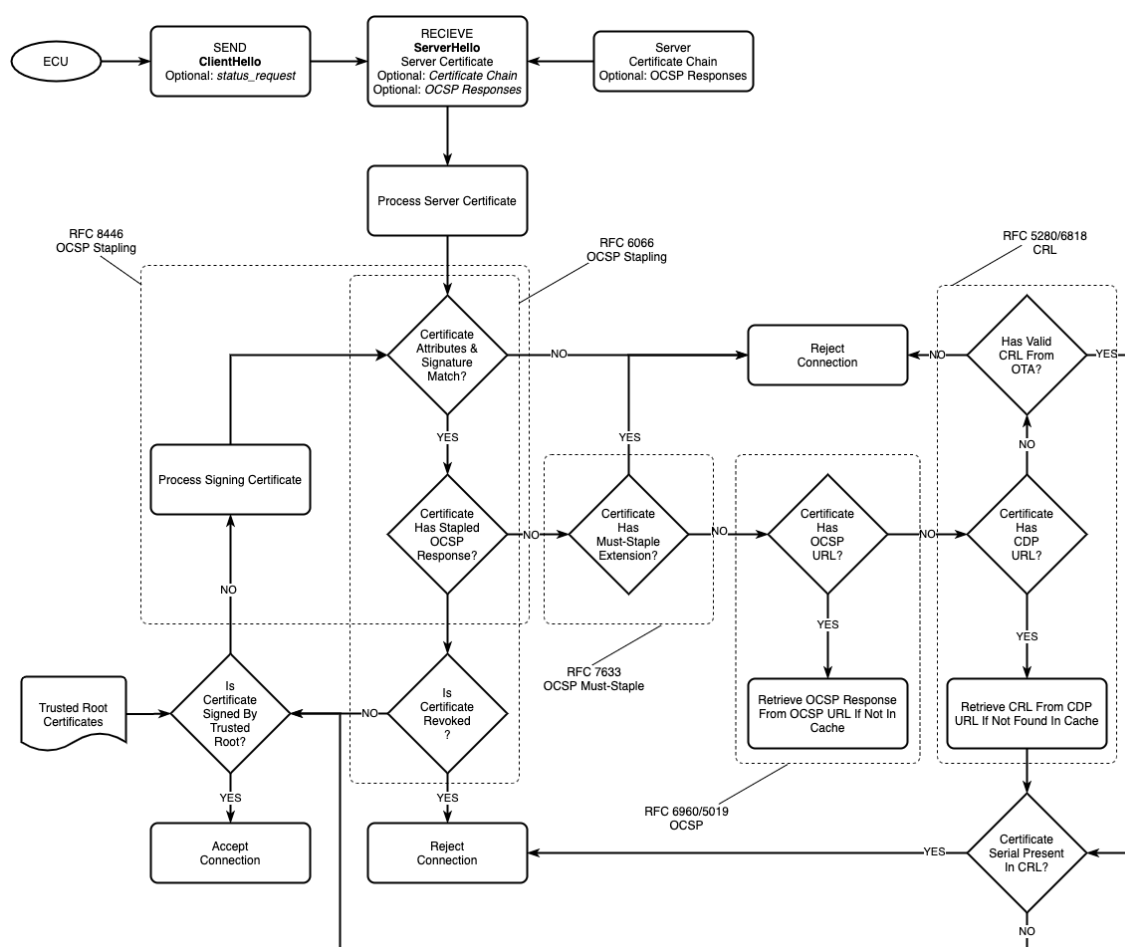 ECU
SEND
ClientHello
Optional: status_request
RECIEVE
ServerHello
Server Certificate
Optional: Certificate Chain
Optional: OCSP Responses
Server
Certificate Chain
Optional: OCSP Responses
Process Server Certificate
RFC 8446
OCSP Stapling
RFC 6066
OCSP Stapling
RFC 5280/6818
CRL
Certificate
Attributes &
Signature
Match?
NO
Reject
Connection
NO
Has Valid
CRL From
OTA?
YES
YES
YES
NO
Process Signing Certificate
Certificate
Has Stapled
OCSP
Response?
NO
Certificate
Has
Must-Staple
Extension?
NO
Certificate
Has
OCSP
URL?
NO
Certificate
Has
CDP
URL?
NO
YES
YES
RFC 7633
OCSP Must-Staple
Trusted Root
Certificates
Is
Certificate
Signed By
Trusted
Root?
NO
Is
Certificate
Revoked
?
Retrieve OCSP Response
From OCSP URL If Not In
Cache
Retrieve CRL From CDP
URL If Not Found In Cache
YES
YES
RFC 6960/5019
OCSP
Accept
Connection
Reject
Connection
YES
Certificate
Serial Present
In CRL?
NO